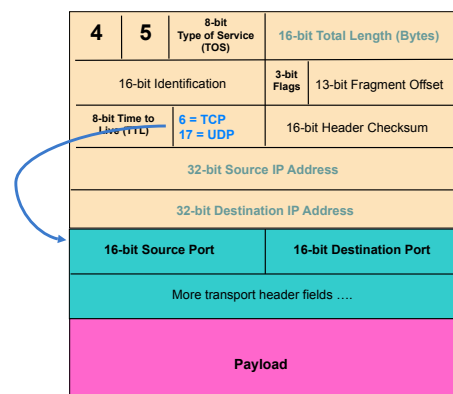 4
5
8-bit
Type of Service
(TOS)
16-bit Total Length (Bytes)
16-bit Identification
3-bit
Flags
13-bit Fragment Offset
8-bit Time to
Live (TTL)
6 = TCP
17 = UDP
16-bit Header Checksum
32-bit Source IP Address
32-bit Destination IP Address
16-bit Source Port
16-bit Destination Port
More transport header fields ....
Payload